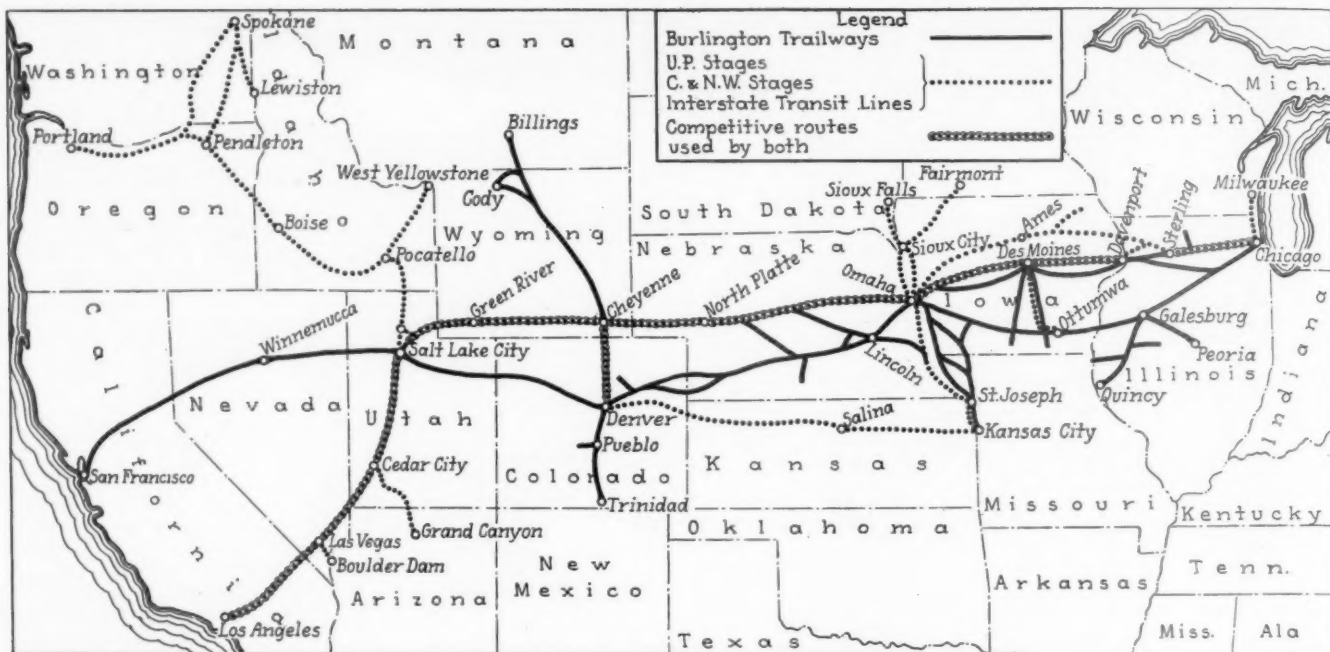 Legend
Burlington Trailways
U.P. Stages
C. & N.W. Stages
Interstate Transit Lines
Competitive routes
used by both
Spokane
Montana
Washington
Idaho
Lewiston
Portland
Pendleton
Billings
West Yellowstone
Cody
Oregon
Boise
Wyoming
Pocatello
Mich.
Wisconsin
Fairmont
Sioux Falls
Milwaukee
South Dakota
Nebraska
Sioux City
Ames
Davenport
Sterling
Des Moines
Chicago
Omaha
Iowa
Green River
Cheyenne
North Platte
Ottumwa
Galesburg
Winnemucca
Salt Lake City
Lincoln
Peoria
Illinois
Indiana
California
Nevada
Utah
Denver
St. Joseph
Quincy
Salina
Kansas City
Pueblo
San Francisco
Cedar City
Colorado
Kansas
Trinidad
Missouri
Kentucky
Grand Canyon
Oklahoma
Las Vegas
Boulder Dam
New
Mexico
Arizona
Arkansas
Tenn.
Los Angeles
Texas
Miss.
Ala